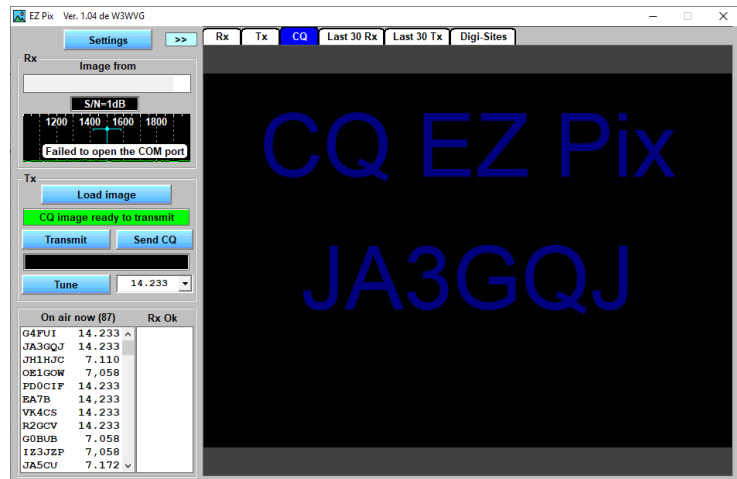 EZ Pix Ver. 1.04 de W3WVG
Settings >>
Rx Tx CQ Last 30 Rx Last 30 Tx Digi-Sites
Rx
Image from
S/N=1dB
1200 1400 1600 1800
Failed to open the COM port
Tx
Load image
CQ image ready to transmit
Transmit Send CQ
Tune 14.233
On air now (87) Rx Ok
G4FUI 14.233
JA3GQJ 14.233
JH1HJC 7.110
OE1GOW 7,058
PD0CIF 14.233
EA7B 14,233
VK4CS 14.233
R2GCV 14.233
G0BUB 7.058
IZ3JZP 7,058
JA5CU 7.172
CQ EZ Pix
JA3GQJ